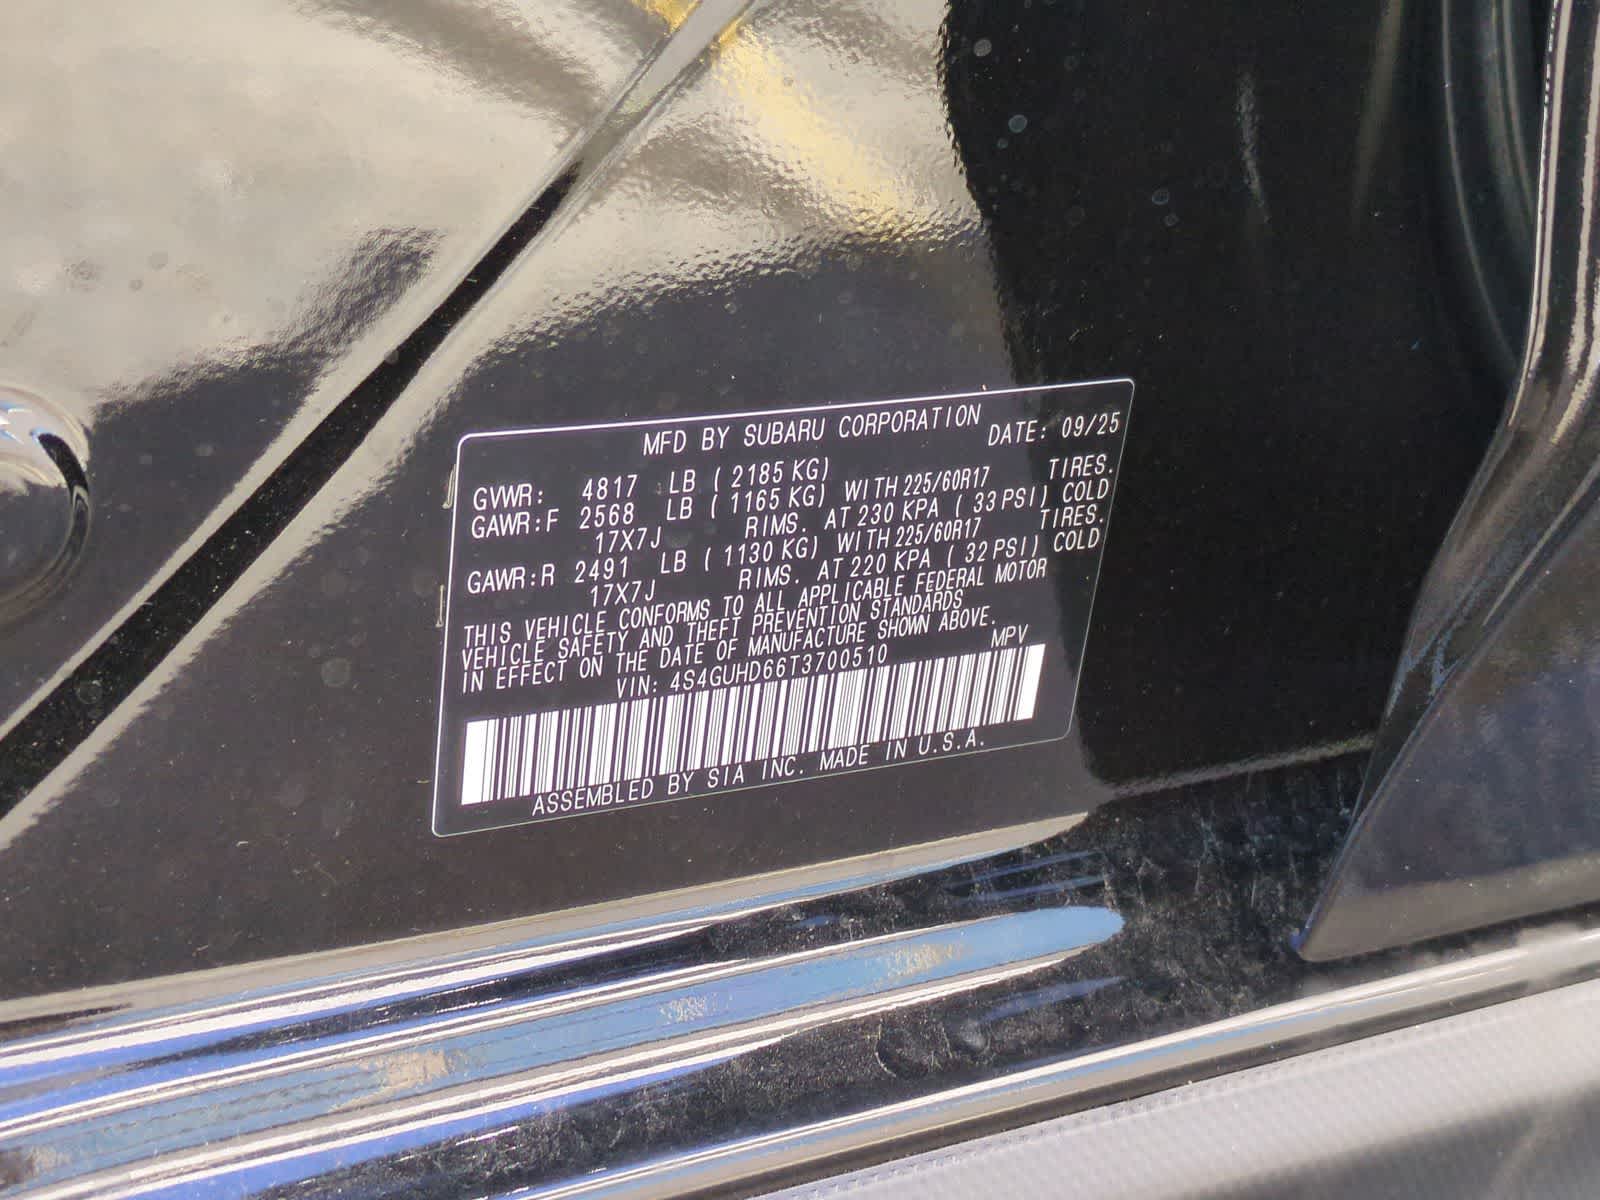 MFD BY SUBARU CORPORATION
DATE: 09/25
GVWR: 4817 LB (2185 KG)
GAWR:F 2568 LB (1165 KG) WITH 225/60R17 TIRES.
17X7J RIMS. AT 230 KPA (33 PSI) COLD
GAWR:R 2491 LB (1130 KG) WITH 225/60R17 TIRES.
17X7J RIMS. AT 220 KPA (32 PSI) COLD
THIS VEHICLE CONFORMS TO ALL APPLICABLE FEDERAL MOTOR
VEHICLE SAFETY AND THEFT PREVENTION STANDARDS
IN EFFECT ON THE DATE OF MANUFACTURE SHOWN ABOVE.
VIN: 4S4GUHD66T3700510 MPV
ASSEMBLED BY SIA INC. MADE IN U.S.A.